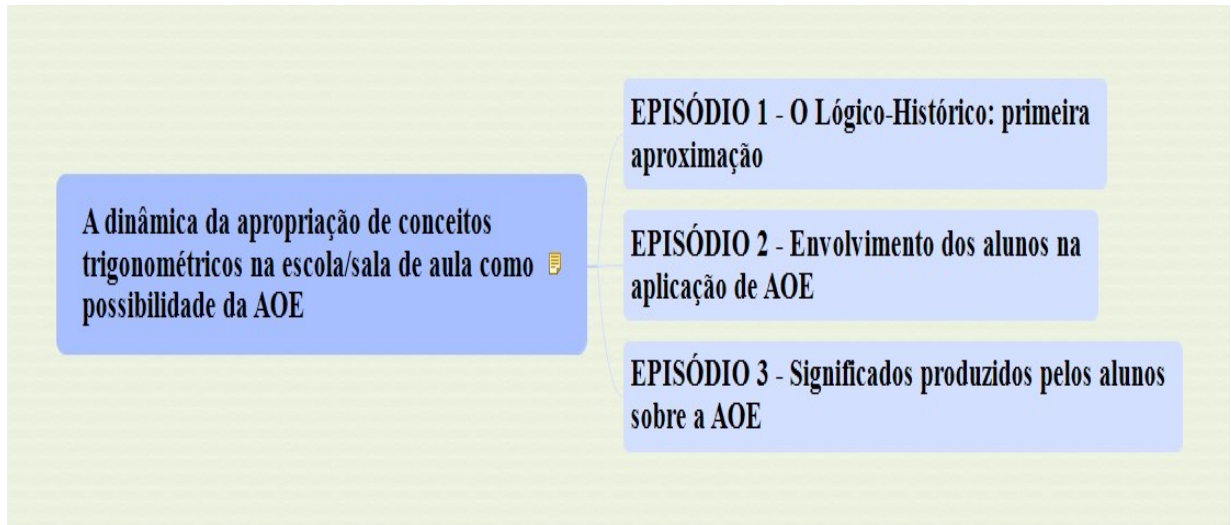 A dinâmica da apropriação de conceitos
trigonométricos na escola/sala de aula como
possibilidade da AOE
EPISÓDIO 1 - O Lógico-Histórico: primeira
aproximação
EPISÓDIO 2 - Envolvimento dos alunos na
aplicação de AOE
EPISÓDIO 3 - Significados produzidos pelos alunos
sobre a AOE